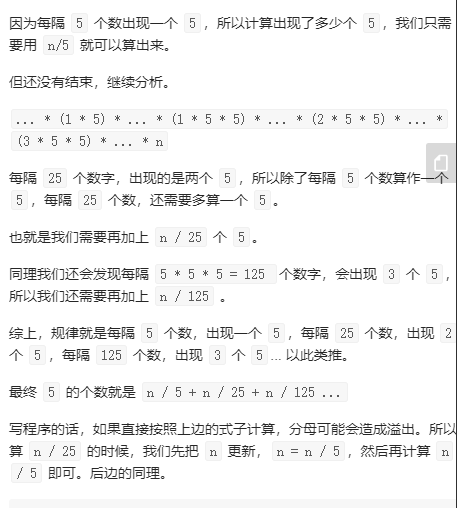 因为每隔 5 个数出现一个 5 ，所以计算出现了多少个 5 ，我们只需
要用 n/5 就可以算出来。
但还没有结束，继续分析。
... * (1 * 5) * ... * (1 * 5 * 5) * ... * (2 * 5 * 5) * ... *
(3 * 5 * 5) * ... * n
每隔 25 个数字，出现的是两个 5 ，所以除了每隔 5 个数算作一个
5 ，每隔 25 个数，还需要多算一个 5 。
也就是我们需要再加上 n / 25 个 5 。
同理我们还会发现每隔 5 * 5 * 5 = 125 个数字，会出现 3 个 5 ，
所以我们还需要再加上 n / 125 。
综上，规律就是每隔 5 个数，出现一个 5 ，每隔 25 个数，出现 2
个 5 ，每隔 125 个数，出现 3 个 5 ... 以此类推。
最终 5 的个数就是 n / 5 + n / 25 + n / 125 ...
写程序的话，如果直接按照上边的式子计算，分母可能会造成溢出。所以
算 n / 25 的时候，我们先把 n 更新， n = n / 5 ，然后再计算 n
/ 5 即可。后边的同理。